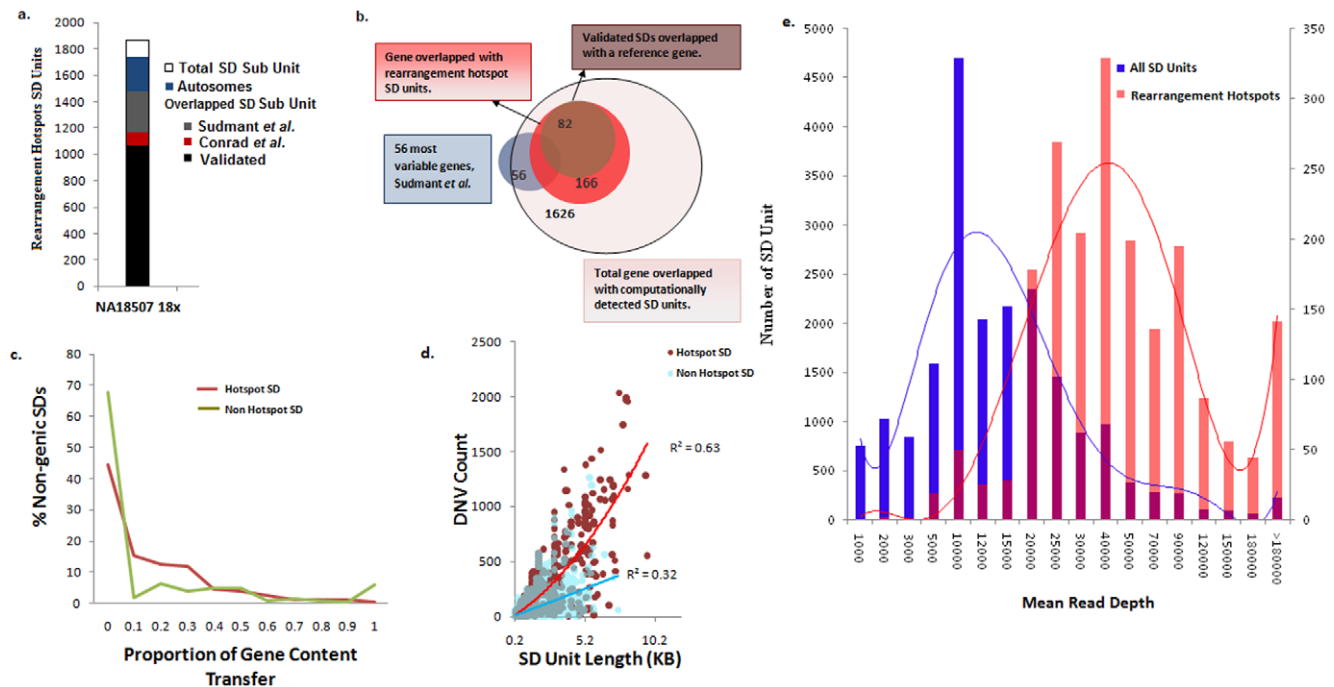 a.
2000
1800
1600
1400
1200
1000
800
600
400
200
0
Rearrangement Hotspots SD Units
NA18507 18x
Total SD Sub Unit
Autosomes
Overlapped SD Sub Unit
Sudmant et al.
Conrad et al.
Validated
b.
Gene overlapped with
rearrangement hotspot
SD units.
Validated SDs overlapped
with a reference gene.
56 most
variable genes,
Sudmant et al.
82
56
166
1626
Total gene overlapped
with computationally
detected SD units.
c.
80
70
60
50
40
30
20
10
0
% Non-genic SDs
Hotspot SD
Non Hotspot SD
0 0.1 0.2 0.3 0.4 0.5 0.6 0.7 0.8 0.9 1
Proportion of Gene Content
Transfer
d.
2500
2000
1500
1000
500
0
DNV Count
Hotspot SD
Non Hotspot SD
R² = 0.63
R² = 0.32
0.2 5.2 10.2
SD Unit Length (KB)
e.
5000
4500
4000
3500
3000
2500
2000
1500
1000
500
0
Number of SD Unit
All SD Units
Rearrangement Hotspots
350
300
250
200
150
100
50
0
1000 2000 3000 5000 10000 12000 15000 20000 25000 30000 40000 50000 70000 90000 120000 150000 180000 >180000
Mean Read Depth